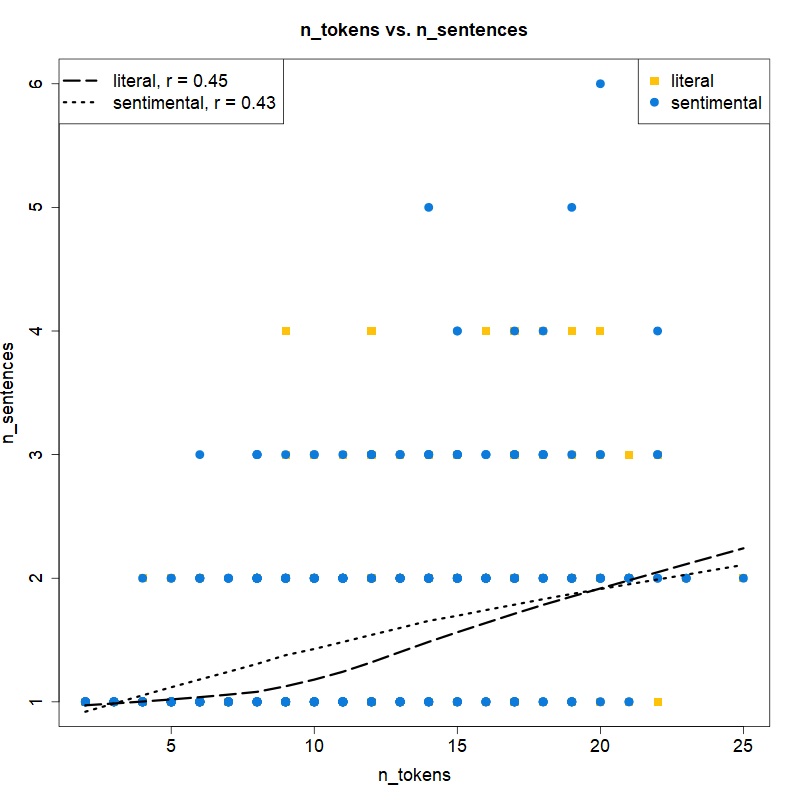 n_tokens vs. n_sentences
literal, r = 0.45
sentimental, r = 0.43
literal
sentimental
n_sentences
6
5
4
3
2
1
5 10 15 20 25
n_tokens